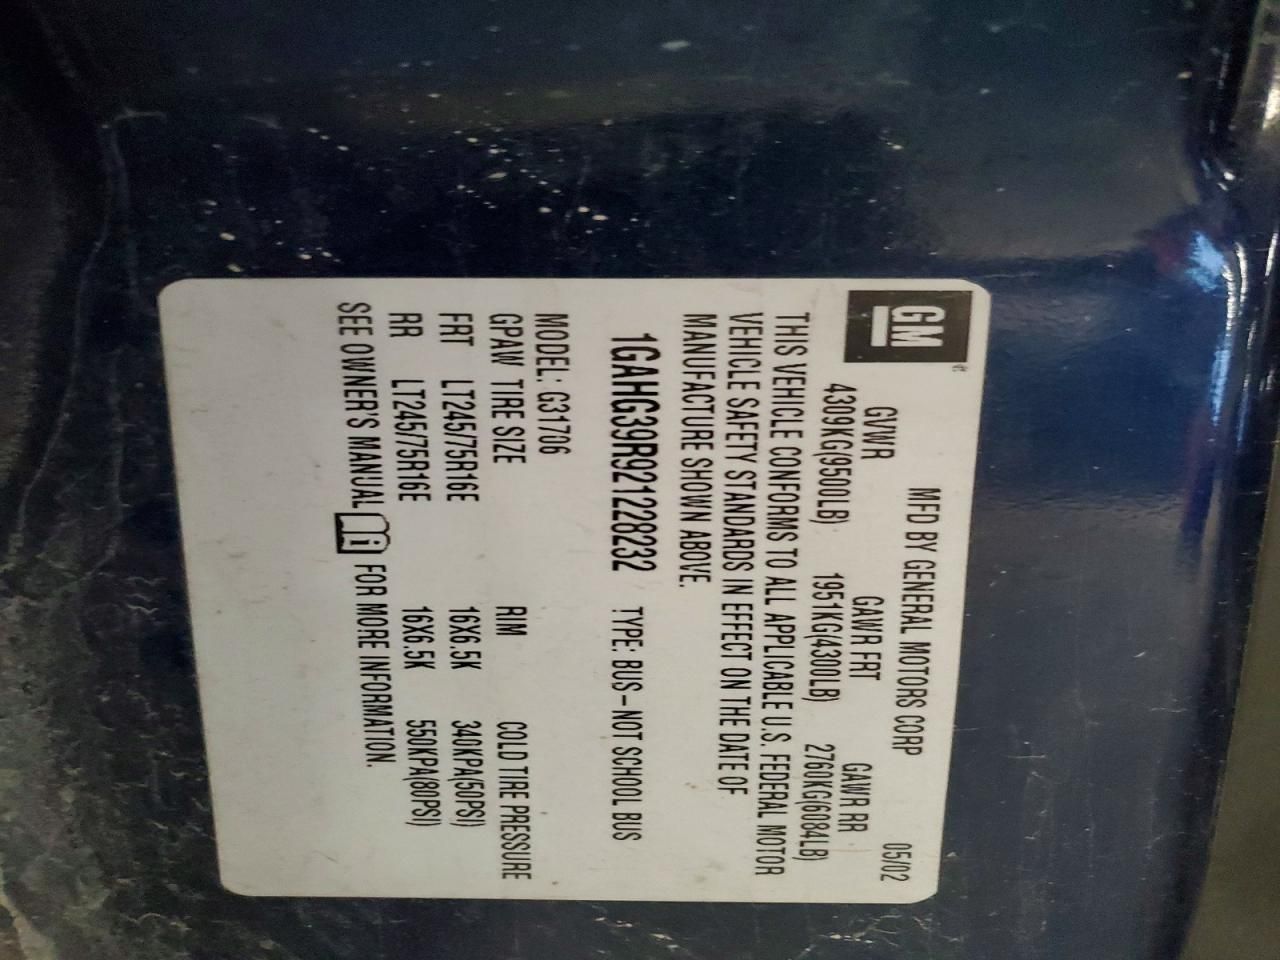 GM
MFD BY GENERAL MOTORS CORP 05/02
GVWR GAWR FRT GAWR RR
4309KG(9500LB) 1951KG(4300LB) 2760KG(6084LB)
THIS VEHICLE CONFORMS TO ALL APPLICABLE U.S. FEDERAL MOTOR
VEHICLE SAFETY STANDARDS IN EFFECT ON THE DATE OF
MANUFACTURE SHOWN ABOVE.
1GAHG39R921228232 TYPE: BUS-NOT SCHOOL BUS
MODEL: G31706
GPAW TIRE SIZE RIM COLD TIRE PRESSURE
FRT LT245/75R16E 16X6.5K 340KPA(50PSI)
RR LT245/75R16E 16X6.5K 550KPA(80PSI)
SEE OWNER'S MANUAL FOR MORE INFORMATION.